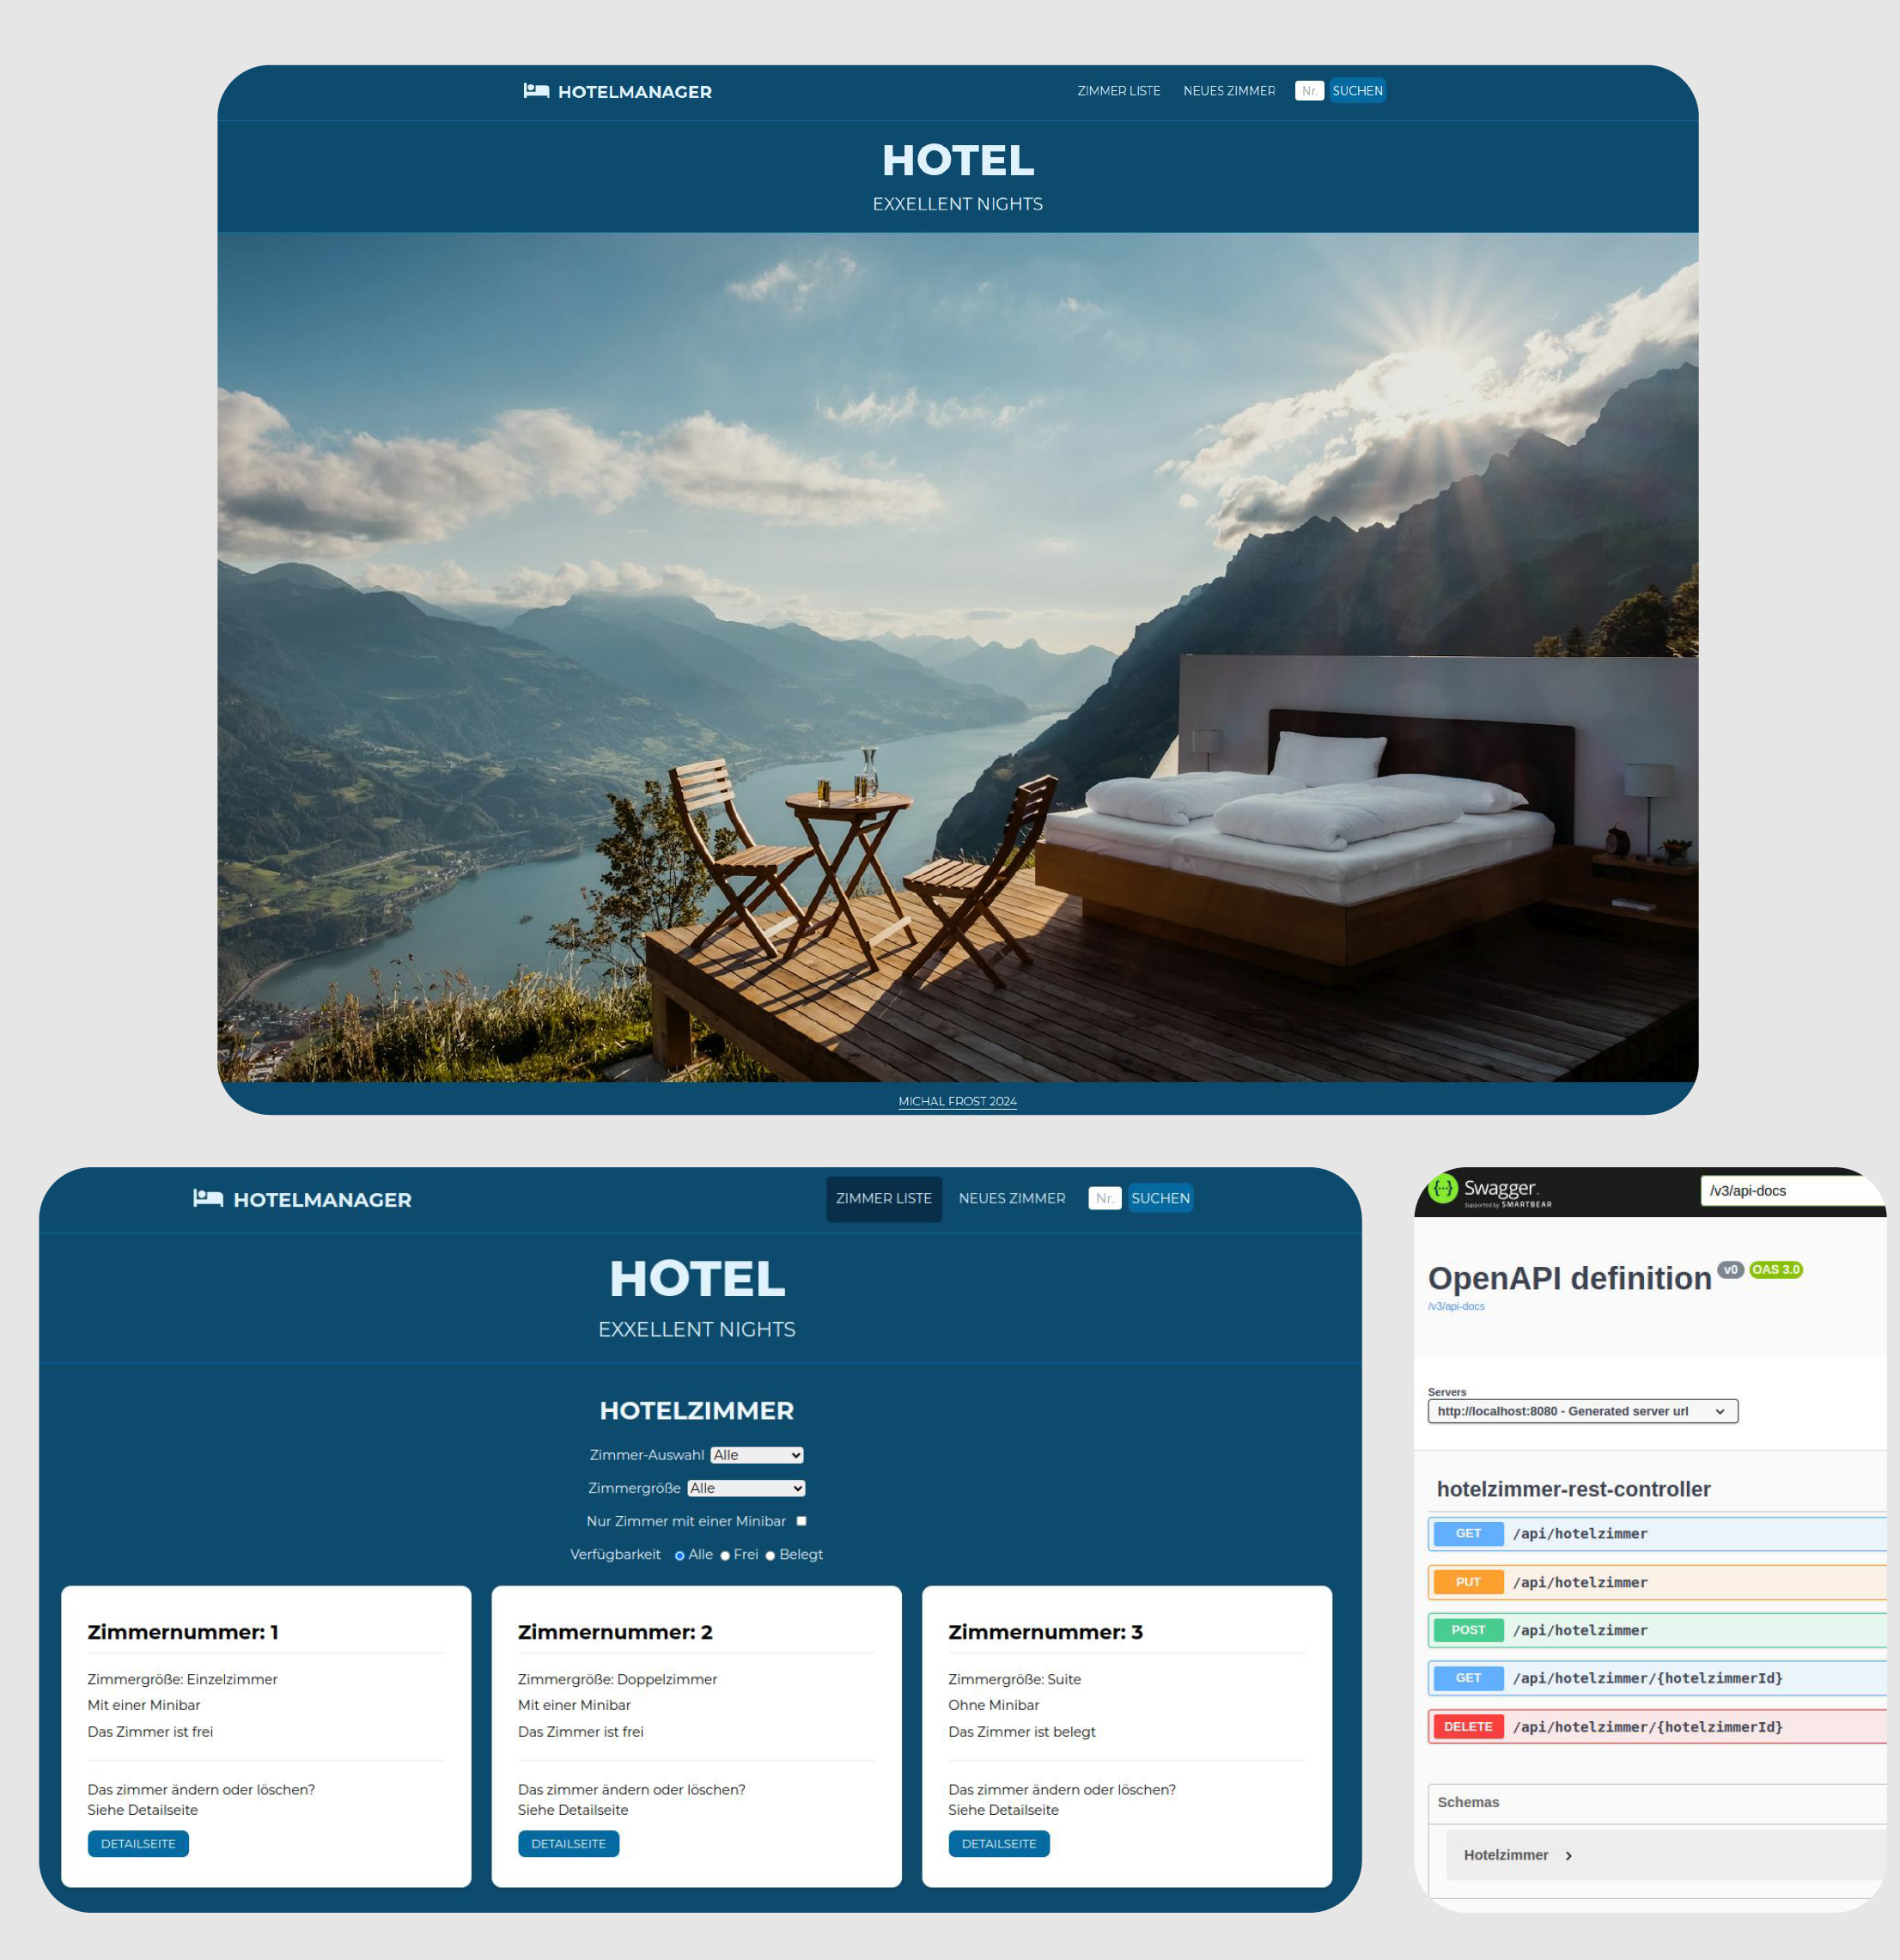 HOTELMANAGER
ZIMMER LISTE NEUES ZIMMER Nr. SUCHEN
HOTEL
EXXELLENT NIGHTS
MICHAL FROST 2024
HOTELMANAGER
ZIMMER LISTE NEUES ZIMMER Nr. SUCHEN
HOTEL
EXXELLENT NIGHTS
HOTELZIMMER
Zimmer-Auswahl Alle
Zimmergröße Alle
Nur Zimmer mit einer Minibar
Verfügbarkeit Alle Frei Belegt
Zimmernummer: 1
Zimmergröße: Einzelzimmer
Mit einer Minibar
Das Zimmer ist frei
Das zimmer ändern oder löschen?
Siehe Detailseite
DETAILSEITE
Zimmernummer: 2
Zimmergröße: Doppelzimmer
Mit einer Minibar
Das Zimmer ist frei
Das zimmer ändern oder löschen?
Siehe Detailseite
DETAILSEITE
Zimmernummer: 3
Zimmergröße: Suite
Ohne Minibar
Das Zimmer ist belegt
Das zimmer ändern oder löschen?
Siehe Detailseite
DETAILSEITE
{··} Swagger.
Supported by SMARTBEAR
/v3/api-docs
OpenAPI definition v0 OAS 3.0
/v3/api-docs
Servers
http://localhost:8080 - Generated server url
hotelzimmer-rest-controller
GET /api/hotelzimmer
PUT /api/hotelzimmer
POST /api/hotelzimmer
GET /api/hotelzimmer/{hotelzimmerId}
DELETE /api/hotelzimmer/{hotelzimmerId}
Schemas
Hotelzimmer